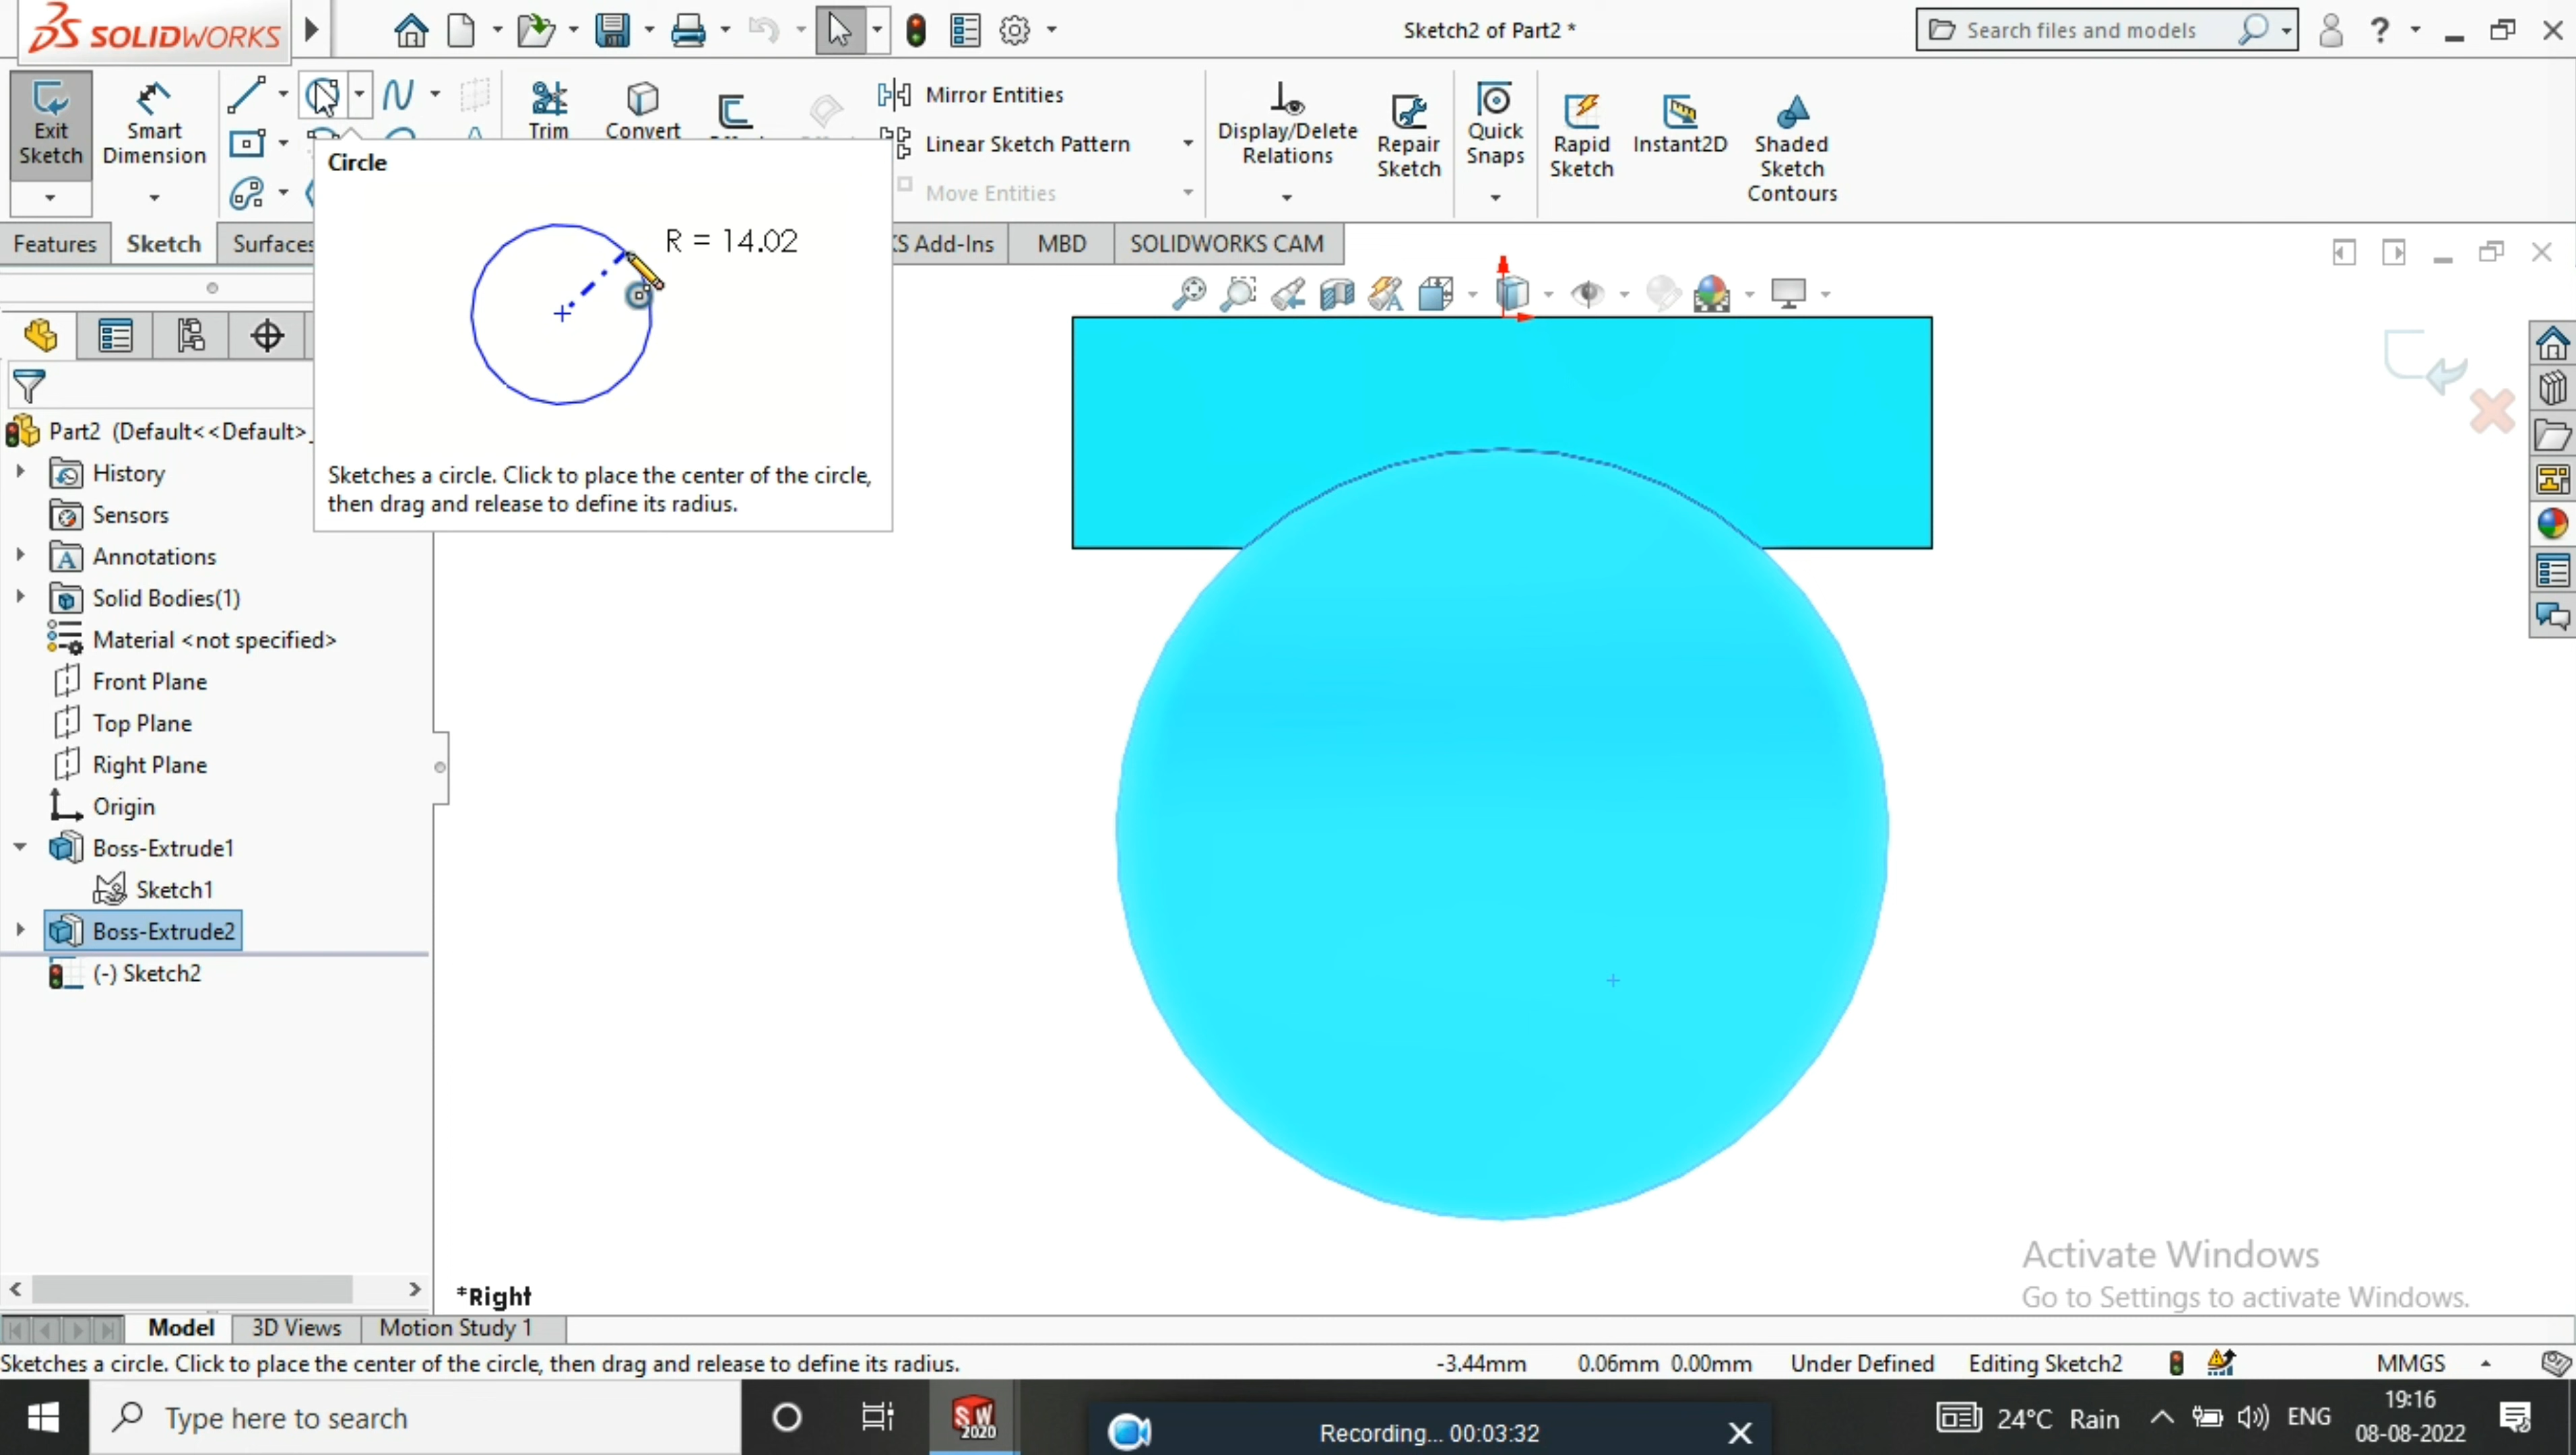 SOLIDWORKS
Sketch2 of Part2 *
Search files and models
?
Exit Sketch
Smart Dimension
Trim
Convert
Mirror Entities
Linear Sketch Pattern
Move Entities
Display/Delete Relations
Repair Sketch
Quick Snaps
Rapid Sketch
Instant2D
Shaded Sketch Contours
Features
Sketch
Surfaces
KS Add-Ins
MBD
SOLIDWORKS CAM
Circle
R = 14.02
Sketches a circle. Click to place the center of the circle,
then drag and release to define its radius.
Part2 (Default<<Default>_
History
Sensors
Annotations
Solid Bodies(1)
Material <not specified>
Front Plane
Top Plane
Right Plane
Origin
Boss-Extrude1
Sketch1
Boss-Extrude2
(-) Sketch2
*Right
Activate Windows
Go to Settings to activate Windows.
Model
3D Views
Motion Study 1
Sketches a circle. Click to place the center of the circle, then drag and release to define its radius.
-3.44mm
0.06mm 0.00mm
Under Defined
Editing Sketch2
MMGS
Type here to search
SW 2020
Recording... 00:03:32
24°C Rain
ENG
19:16
08-08-2022